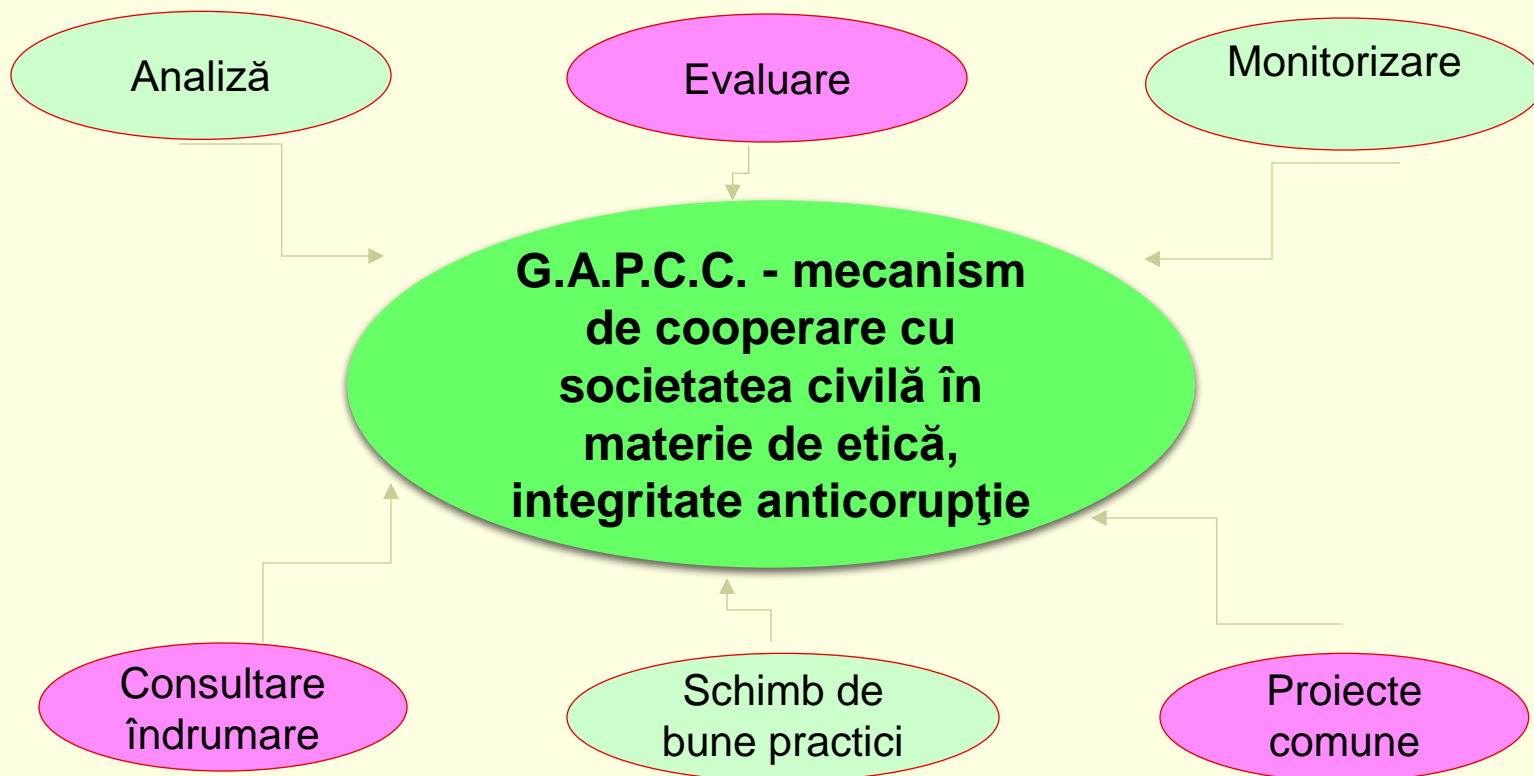 Analiză
Evaluare
Monitorizare
G.A.P.C.C. - mecanism
de cooperare cu
societatea civilă în
materie de etică,
integritate anticorupţie
Consultare
îndrumare
Schimb de
bune practici
Proiecte
comune